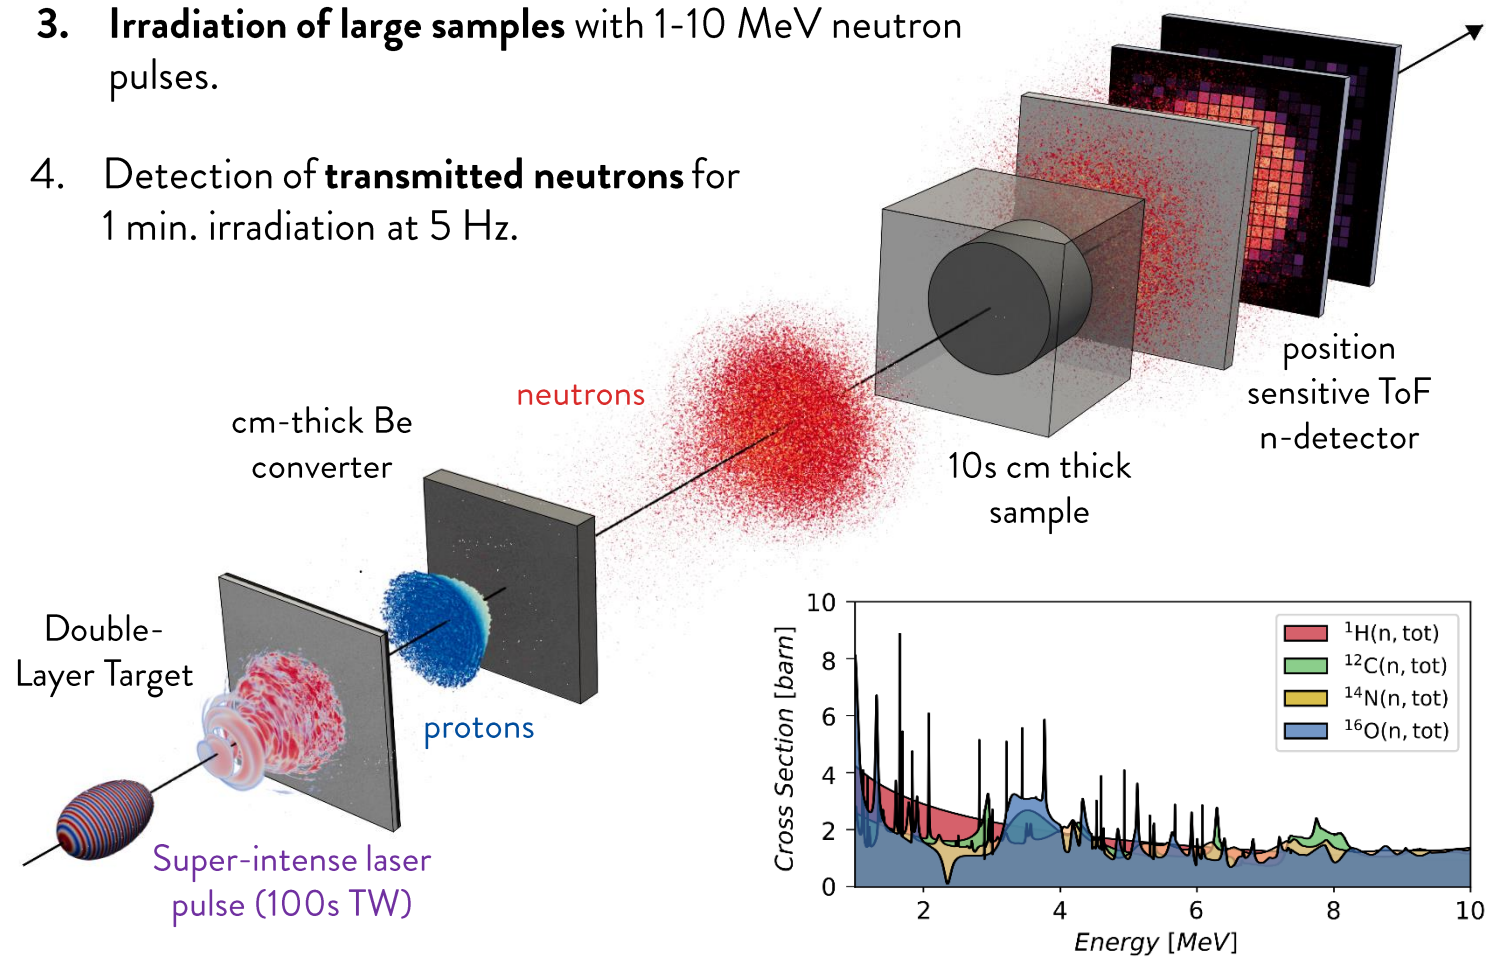 3. Irradiation of large samples with 1-10 MeV neutron
pulses.
4. Detection of transmitted neutrons for
1 min. irradiation at 5 Hz.
position
sensitive ToF
n-detector
neutrons
cm-thick Be
converter
10s cm thick
sample
Double-
Layer Target
protons
Super-intense laser
pulse (100s TW)
10
8
6
4
2
0
Cross Section [barn]
¹H(n, tot)
¹²C(n, tot)
¹⁴N(n, tot)
¹⁶O(n, tot)
2 4 6 8 10
Energy [MeV]